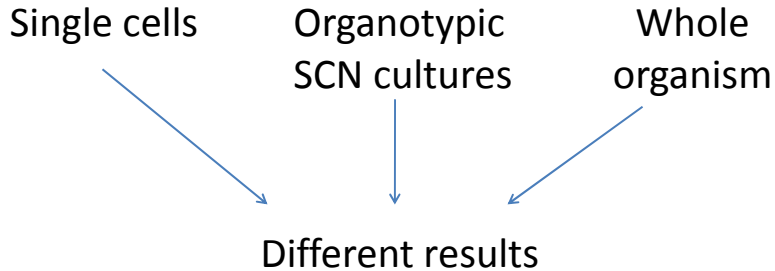 Single cells
Organotypic
SCN cultures
Whole
organism
Different results